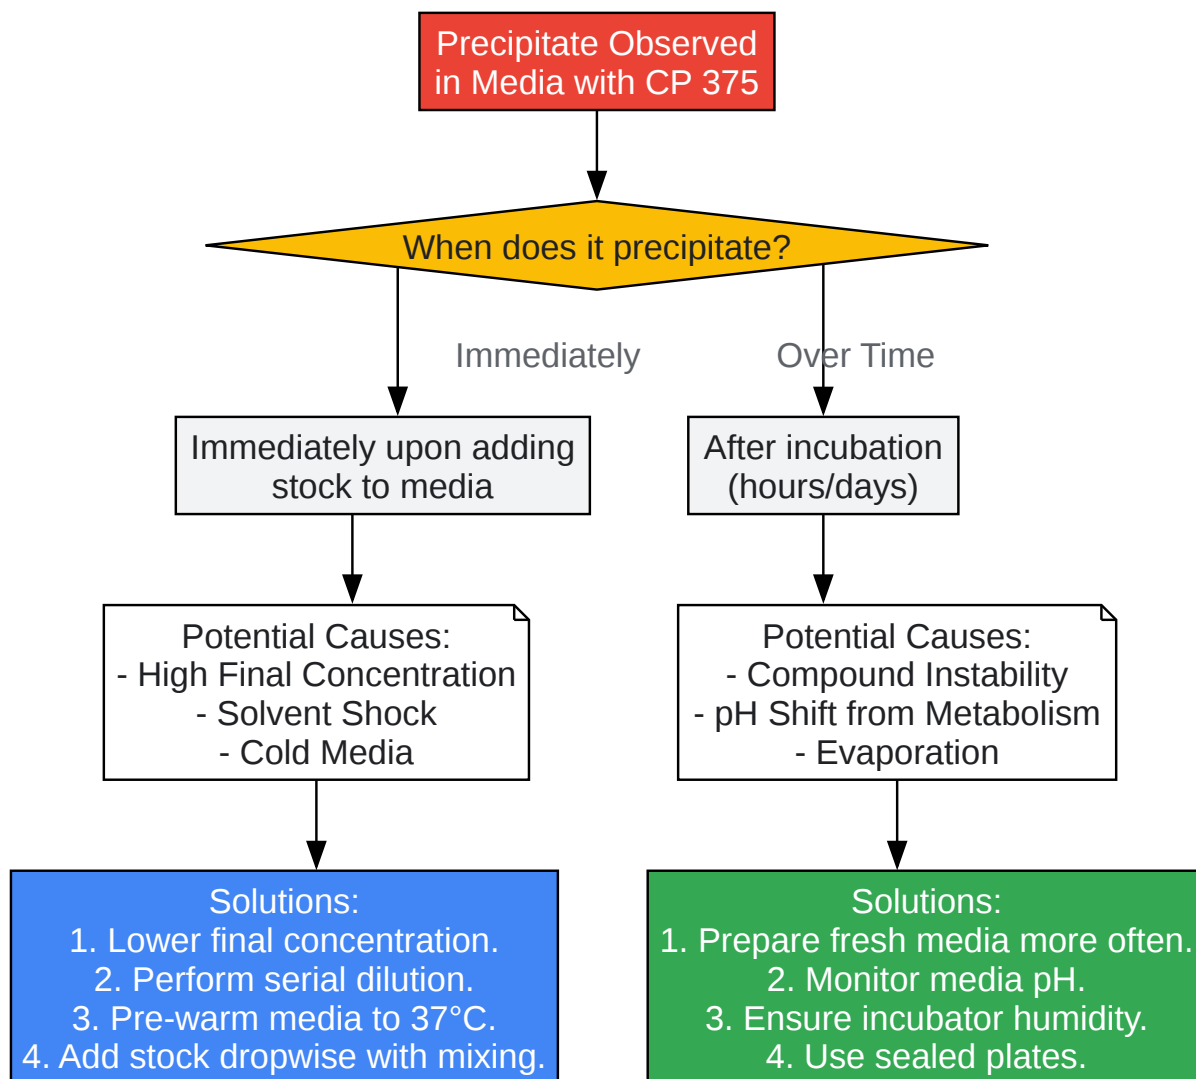 Precipitate Observed
in Media with CP 375
When does it precipitate?
Immediately
Over Time
Immediately upon adding
stock to media
After incubation
(hours/days)
Potential Causes:
- High Final Concentration
- Solvent Shock
- Cold Media
Potential Causes:
- Compound Instability
- pH Shift from Metabolism
- Evaporation
Solutions:
1. Lower final concentration.
2. Perform serial dilution.
3. Pre-warm media to 37°C.
4. Add stock dropwise with mixing.
Solutions:
1. Prepare fresh media more often.
2. Monitor media pH.
3. Ensure incubator humidity.
4. Use sealed plates.